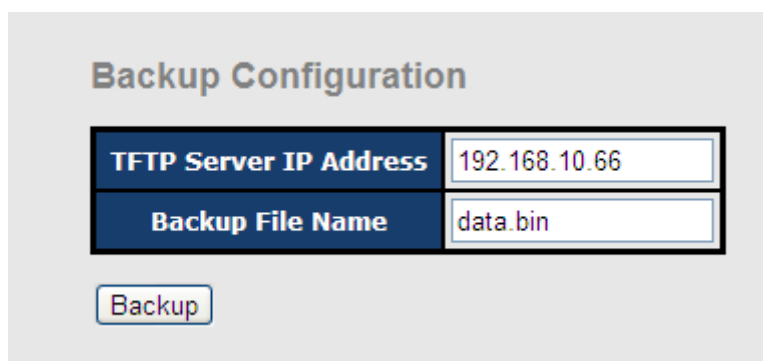 Backup Configuration
TFTP Server IP Address 192.168.10.66
Backup File Name data.bin
Backup